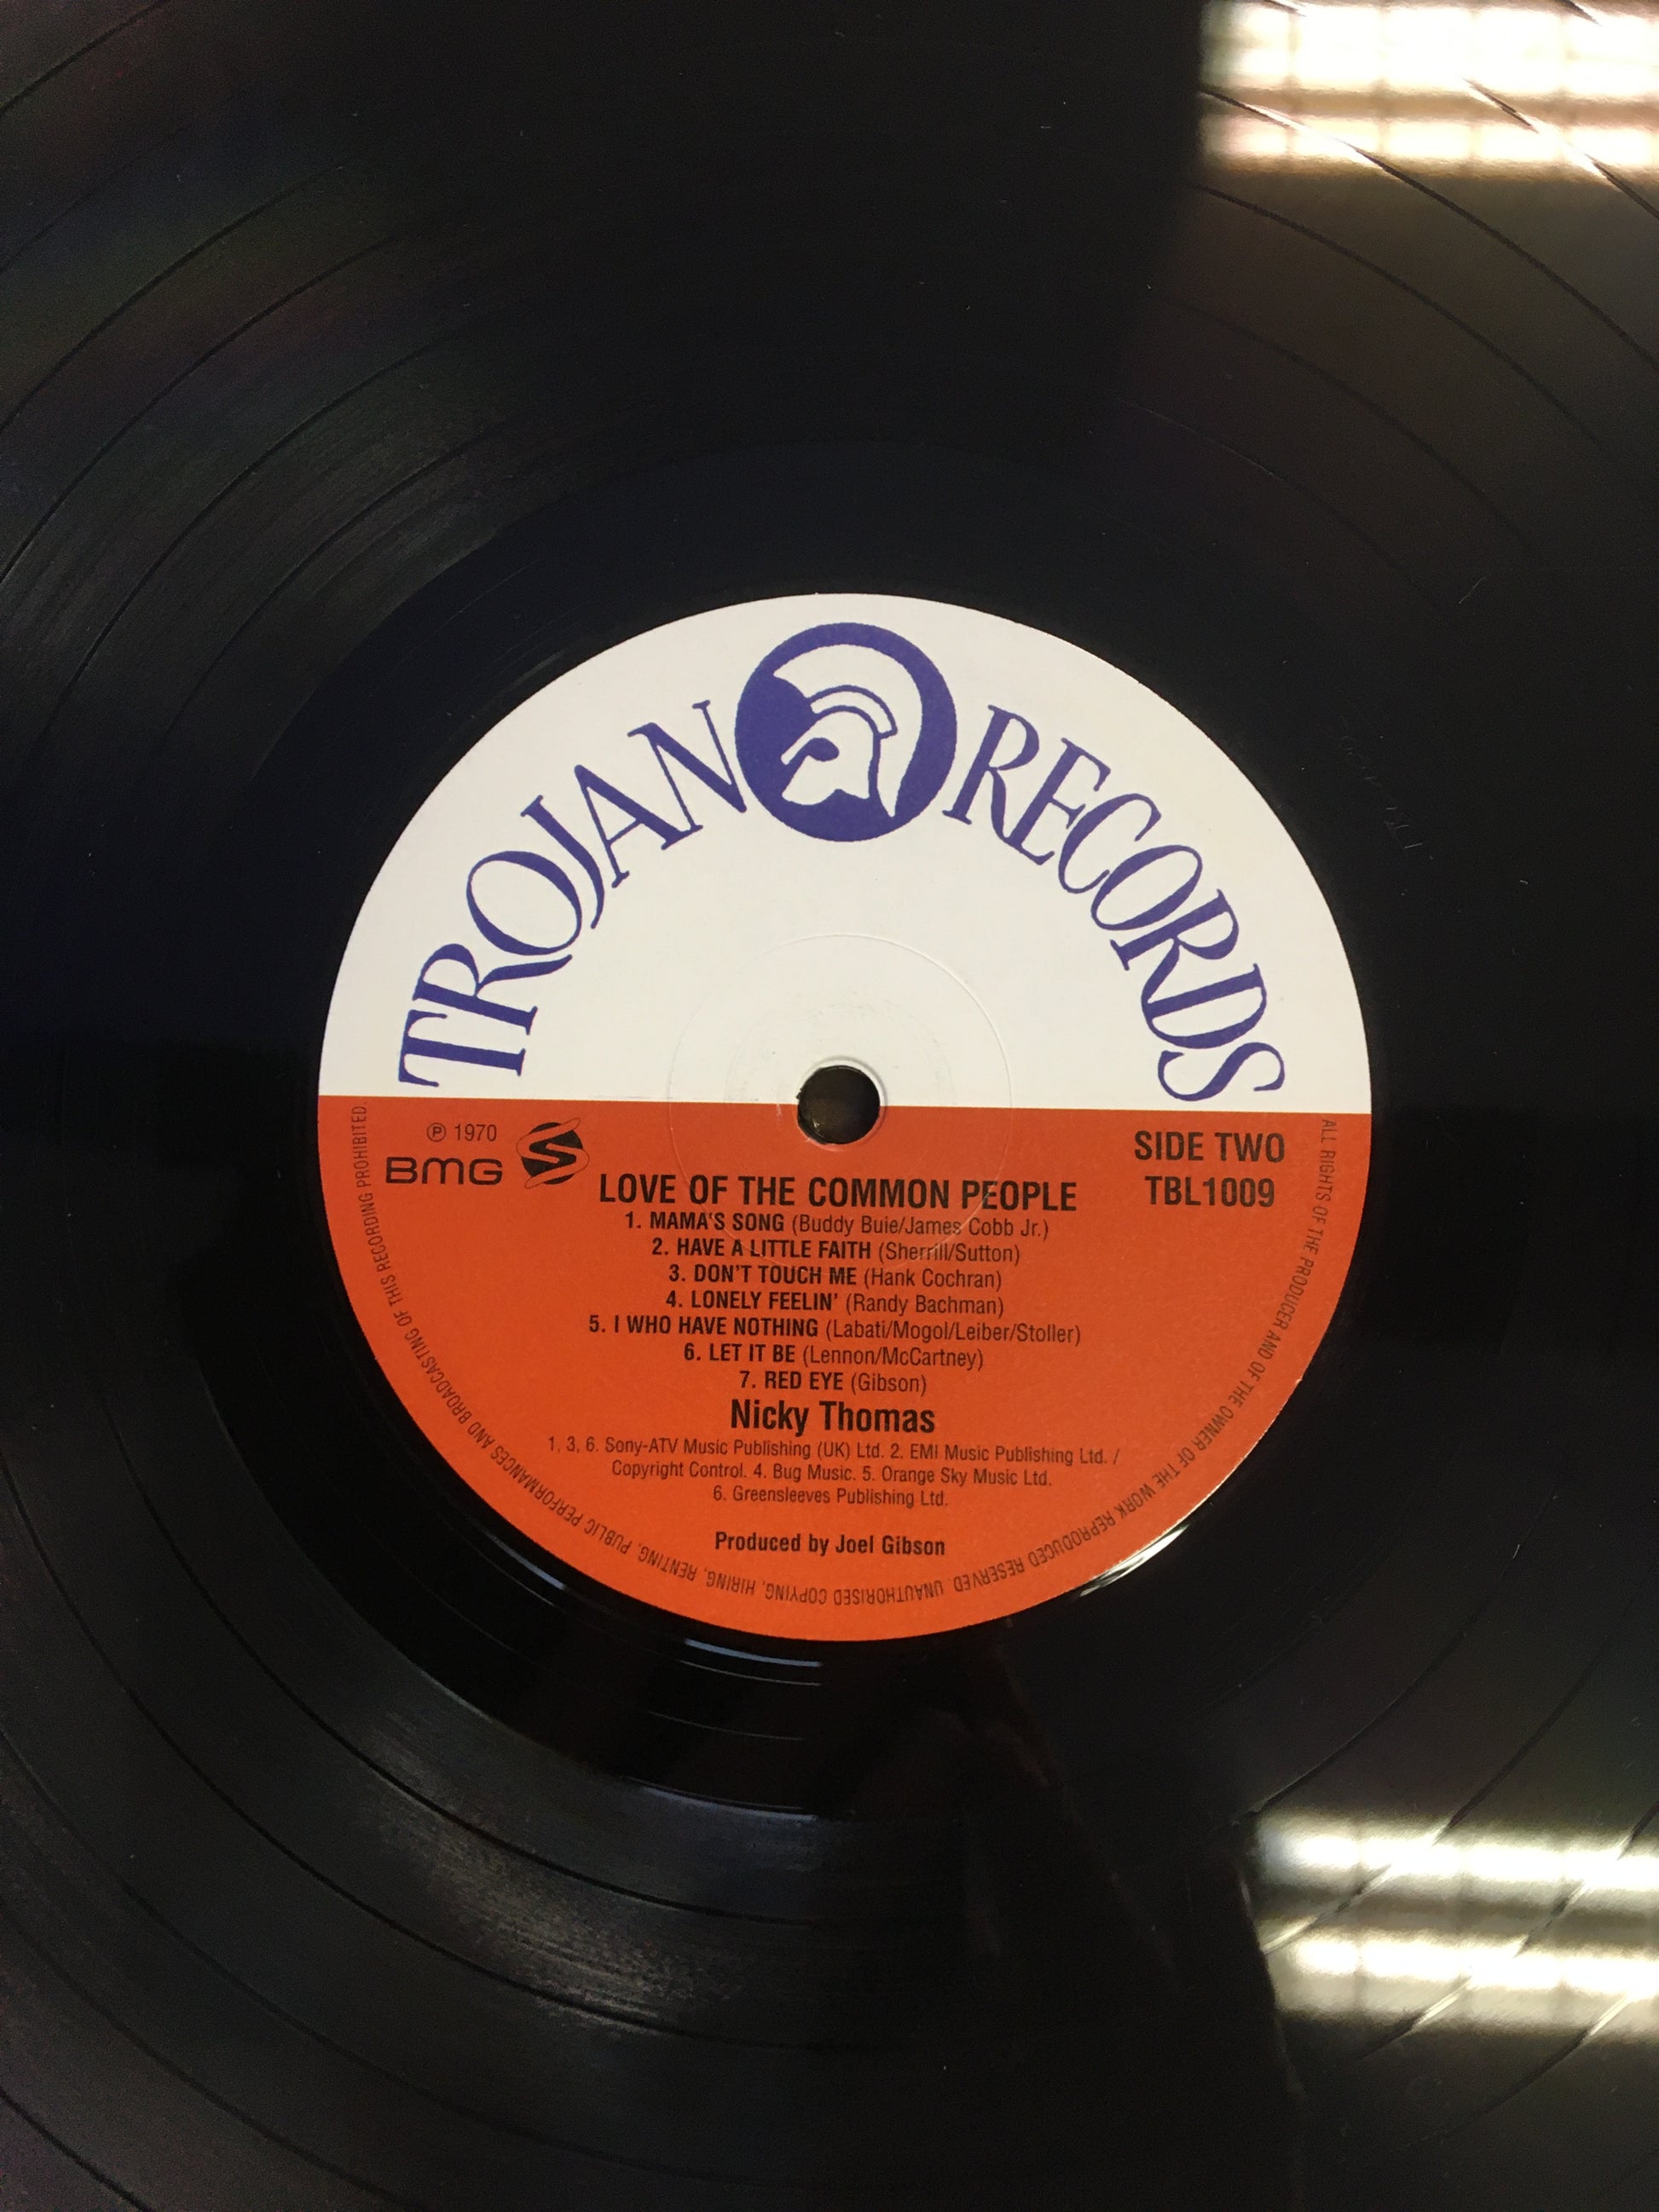 TROJAN RECORDS
℗ 1970
BMG
SIDE TWO
TBL1009
LOVE OF THE COMMON PEOPLE
1. MAMA'S SONG (Buddy Buie/James Cobb Jr.)
2. HAVE A LITTLE FAITH (Sherrill/Sutton)
3. DON'T TOUCH ME (Hank Cochran)
4. LONELY FEELIN' (Randy Bachman)
5. I WHO HAVE NOTHING (Labati/Mogol/Leiber/Stoller)
6. LET IT BE (Lennon/McCartney)
7. RED EYE (Gibson)
Nicky Thomas
1, 3, 6. Sony-ATV Music Publishing (UK) Ltd. 2. EMI Music Publishing Ltd. /
Copyright Control. 4. Bug Music. 5. Orange Sky Music Ltd.
6. Greensleeves Publishing Ltd.
Produced by Joel Gibson
ALL RIGHTS OF THE PRODUCER AND OF THE OWNER OF THE WORK REPRODUCED RESERVED. UNAUTHORISED COPYING, HIRING, RENTING, PUBLIC PERFORMANCES AND BROADCASTING OF THIS RECORDING PROHIBITED.